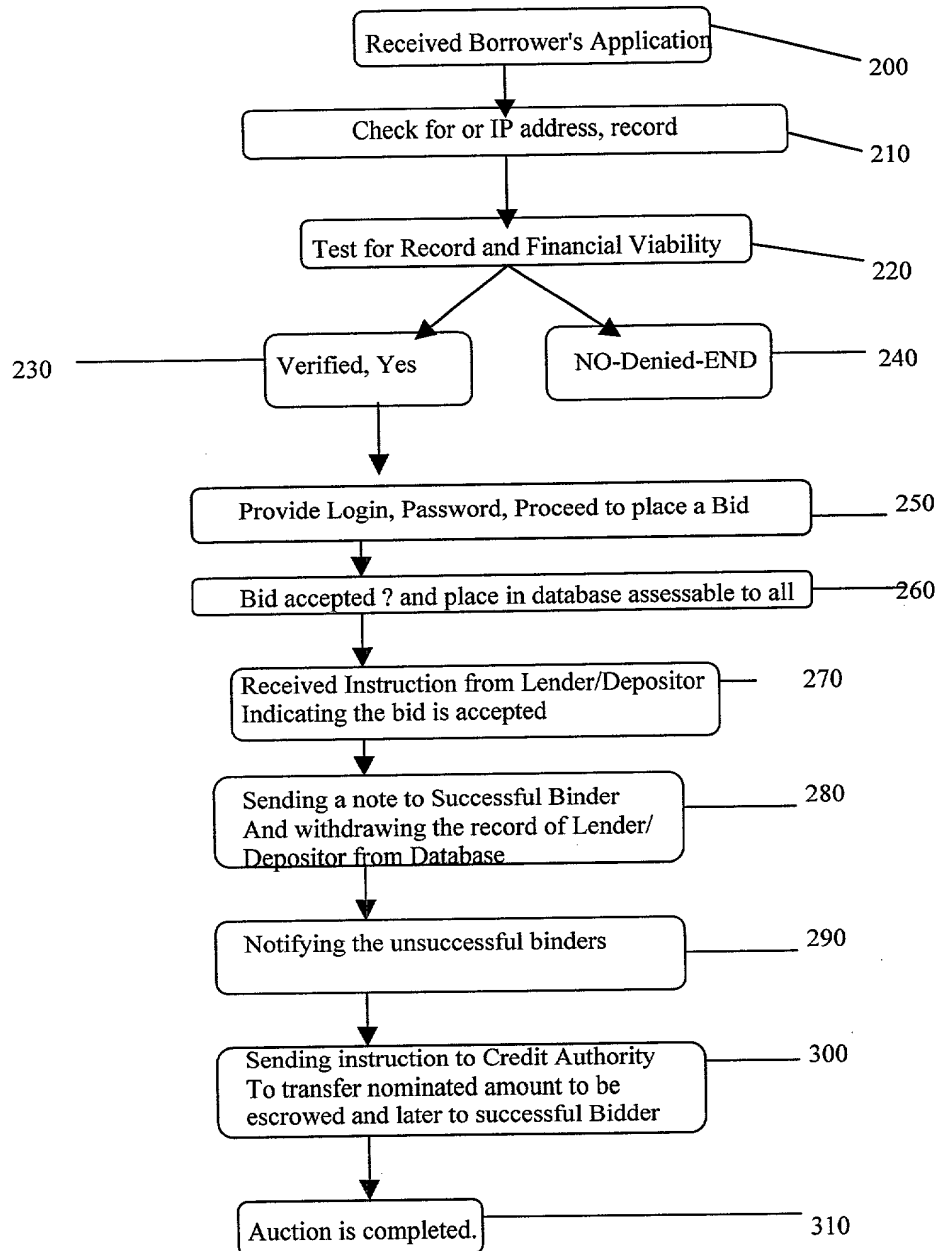 Received Borrower's Application
200
Check for or IP address, record
210
Test for Record and Financial Viability
220
230
Verified, Yes
NO-Denied-END
240
Provide Login, Password, Proceed to place a Bid
250
Bid accepted ? and place in database assessable to all
260
Received Instruction from Lender/Depositor
Indicating the bid is accepted
270
Sending a note to Successful Binder
And withdrawing the record of Lender/
Depositor from Database
280
Notifying the unsuccessful binders
290
Sending instruction to Credit Authority
To transfer nominated amount to be
escrowed and later to successful Bidder
300
Auction is completed.
310